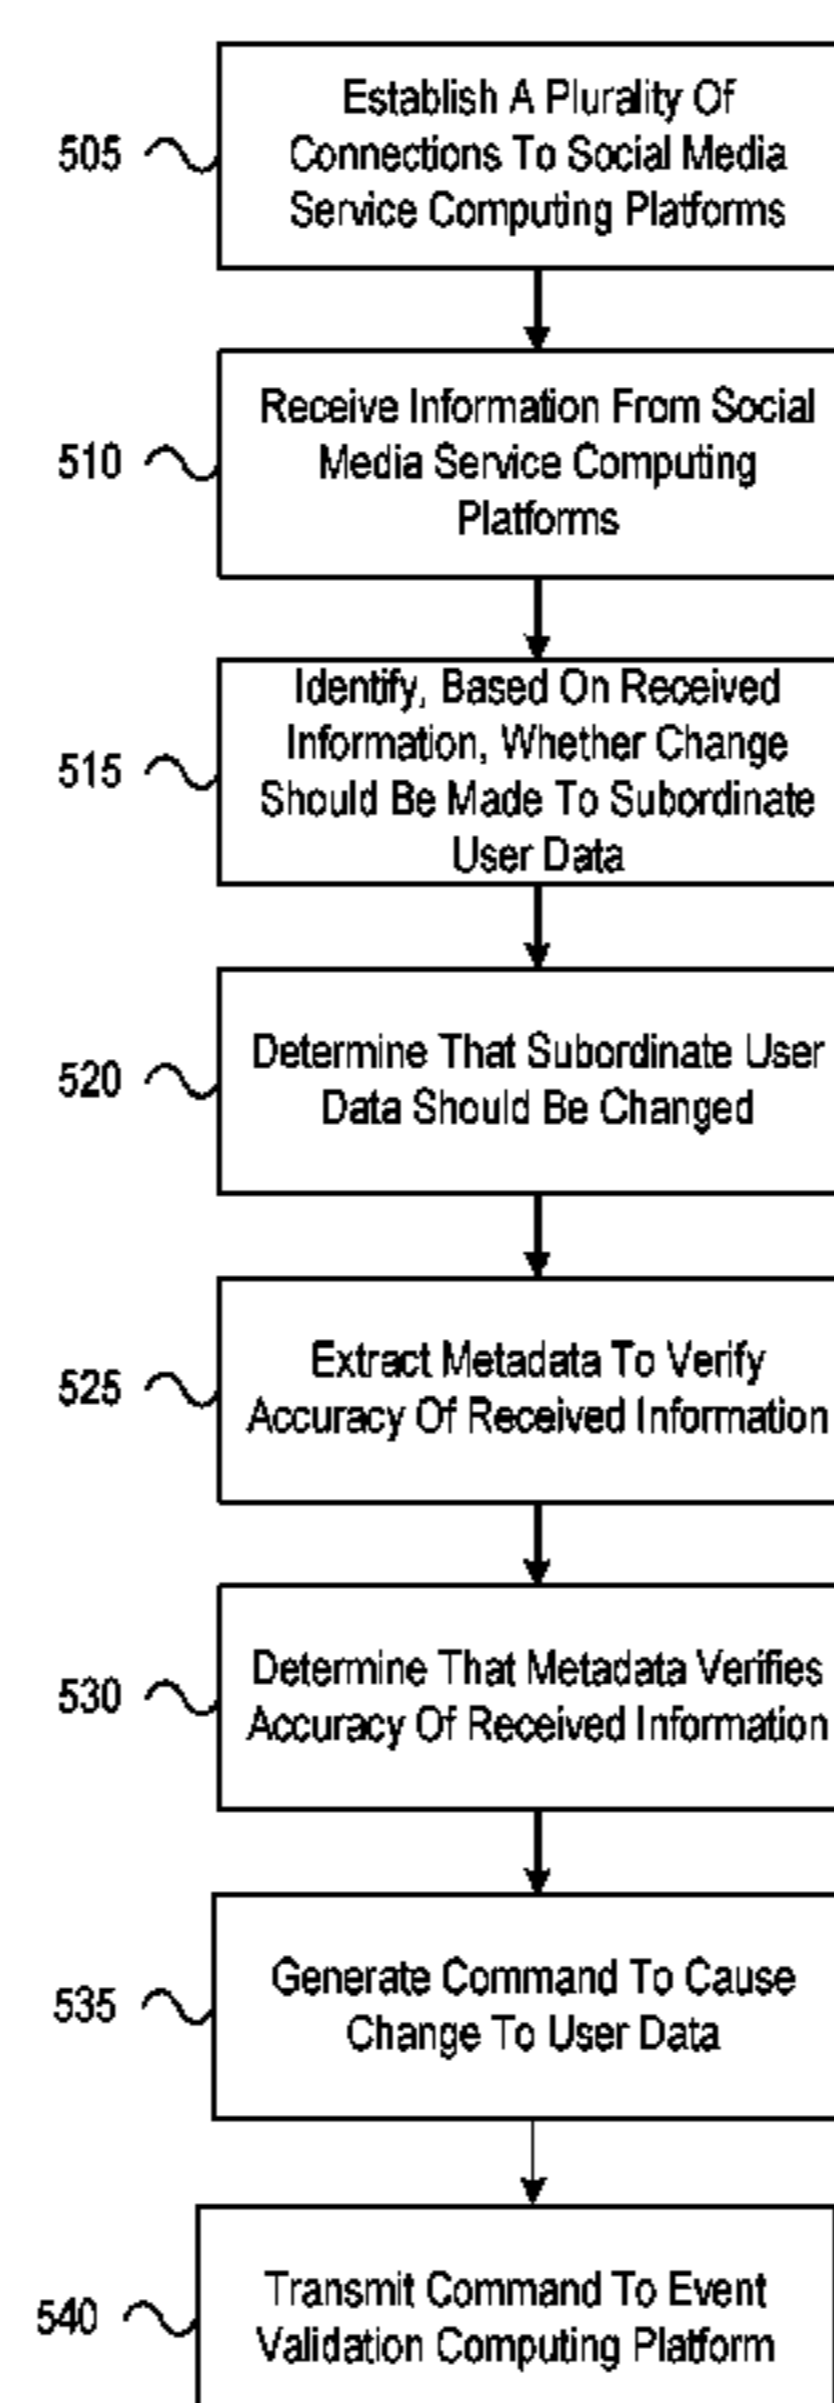 Establish A Plurality Of
505
Connections To Social Media
Service Computing Platforms
Receive Information From Social
510
Media Service Computing
Platforms
Identify, Based On Received
Information, Whether Change
515
Should Be Made To Subordinate
User Data
520
Determine That Subordinate User
Data Should Be Changed
525
Extract Metadata To Verify
Accuracy Of Received Information
530
Determine That Metadata Verifies
Accuracy Of Received Information
535
Generate Command To Cause
Change To User Data
540
Transmit Command To Event
Validation Computing Platform